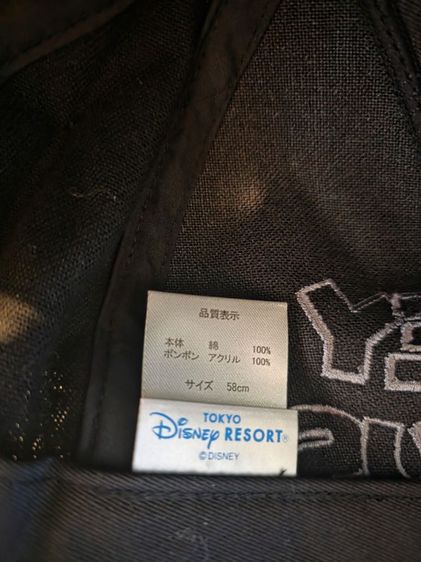 品質表示
本体 綿 100%
ボンボン アクリル 100%
サイズ 58cm
TOKYO
Disney RESORT®
©DISNEY